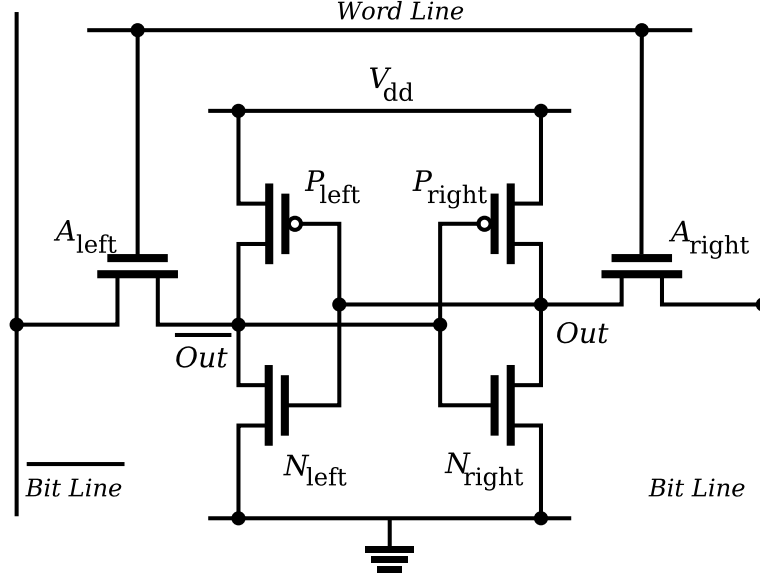 Word Line
Vdd
Pleft
Pright
Aleft
Aright
Out
Out
Nleft
Nright
Bit Line
Bit Line